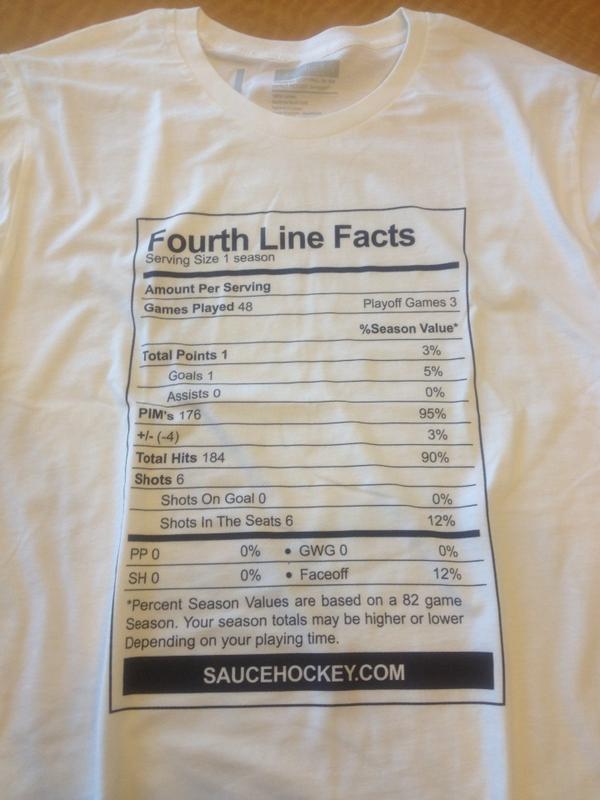 Fourth Line Facts
Serving Size 1 season
Amount Per Serving
Games Played 48 Playoff Games 3
%Season Value*
Total Points 1 3%
Goals 1 5%
Assists 0 0%
PIM's 176 95%
+/- (-4) 3%
Total Hits 184 90%
Shots 6
Shots On Goal 0 0%
Shots In The Seats 6 12%
PP 0 0% • GWG 0 0%
SH 0 0% • Faceoff 12%
*Percent Season Values are based on a 82 game
Season. Your season totals may be higher or lower
Depending on your playing time.
SAUCEHOCKEY.COM